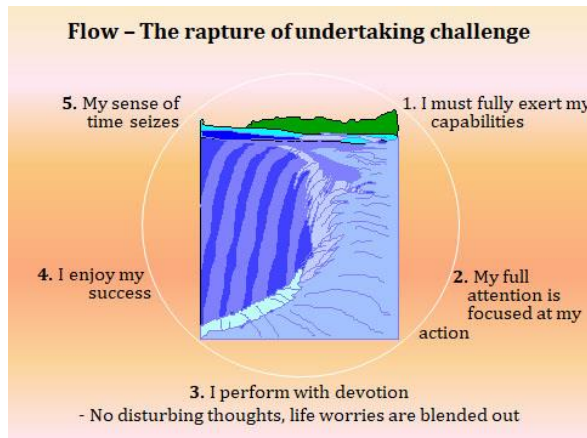 Flow – The rapture of undertaking challenge
1. I must fully exert my
capabilities
2. My full
attention is
focused at my
action
3. I perform with devotion
- No disturbing thoughts, life worries are blended out
4. I enjoy my
success
5. My sense of
time seizes